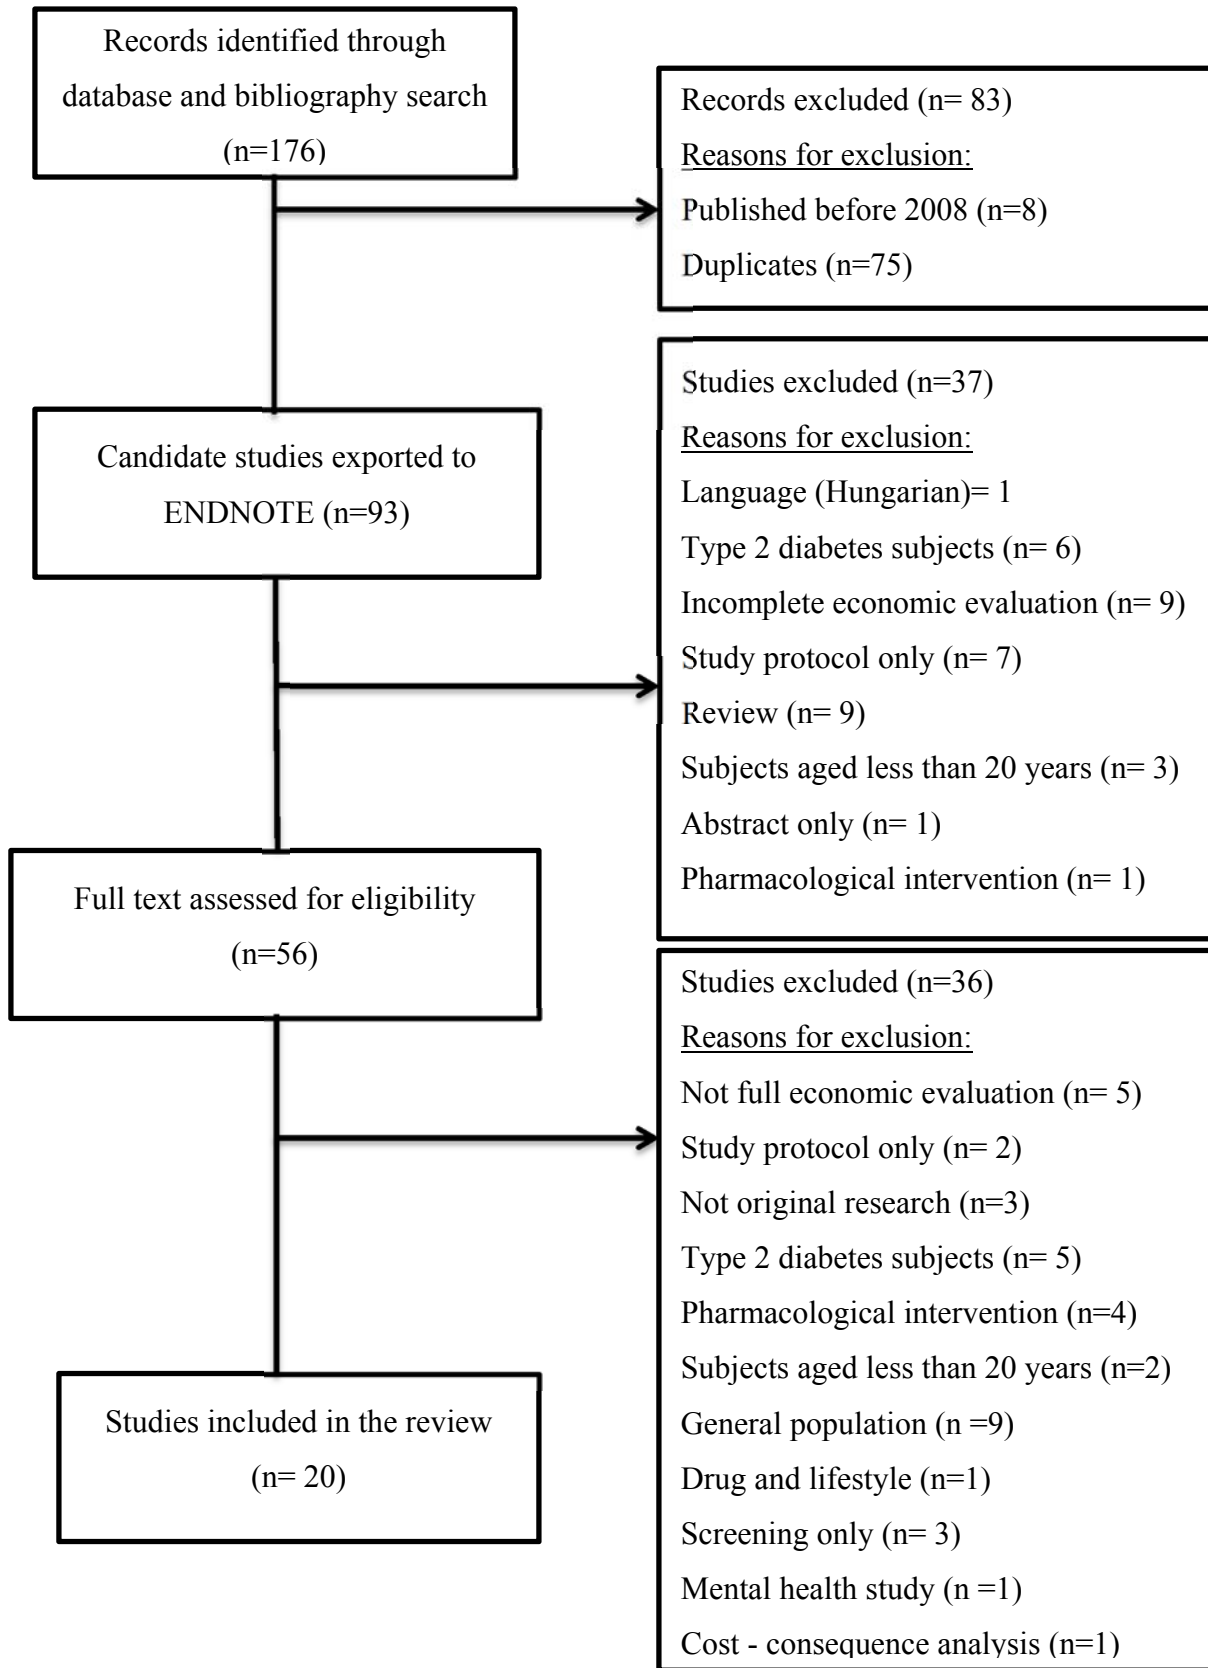 Records identified through
database and bibliography search
(n=176)
Records excluded (n= 83)
Reasons for exclusion:
Published before 2008 (n=8)
Duplicates (n=75)
Candidate studies exported to
ENDNOTE (n=93)
Studies excluded (n=37)
Reasons for exclusion:
Language (Hungarian)= 1
Type 2 diabetes subjects (n= 6)
Incomplete economic evaluation (n= 9)
Study protocol only (n= 7)
Review (n= 9)
Subjects aged less than 20 years (n= 3)
Abstract only (n= 1)
Pharmacological intervention (n= 1)
Full text assessed for eligibility
(n=56)
Studies excluded (n=36)
Reasons for exclusion:
Not full economic evaluation (n= 5)
Study protocol only (n= 2)
Not original research (n=3)
Type 2 diabetes subjects (n= 5)
Pharmacological intervention (n=4)
Subjects aged less than 20 years (n=2)
General population (n =9)
Drug and lifestyle (n=1)
Screening only (n= 3)
Mental health study (n =1)
Cost - consequence analysis (n=1)
Studies included in the review
(n= 20)